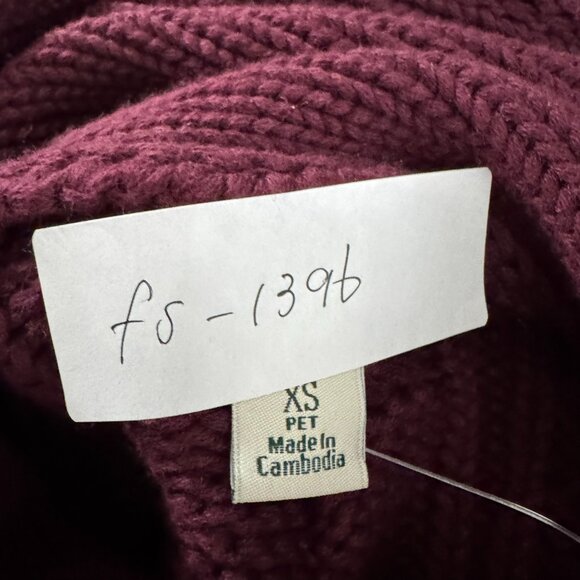 fs-1396
XS
PET
Made In
Cambodia